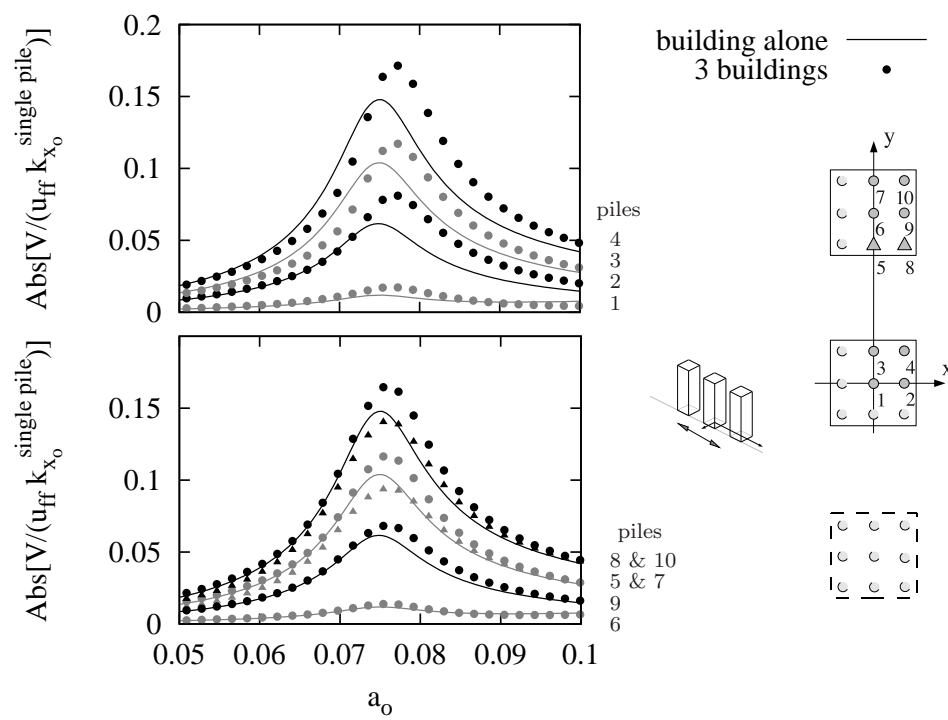 0.2
0.15
0.1
0.05
0
Abs[V/(u_ff k_x_o^single pile)]
building alone
3 buildings
piles
4
3
2
1
y
7 10
6 9
5 8
x
3 4
1 2
0.15
0.1
0.05
0
Abs[V/(u_ff k_x_o^single pile)]
piles
8 & 10
5 & 7
9
6
0.05 0.06 0.07 0.08 0.09 0.1
a_o